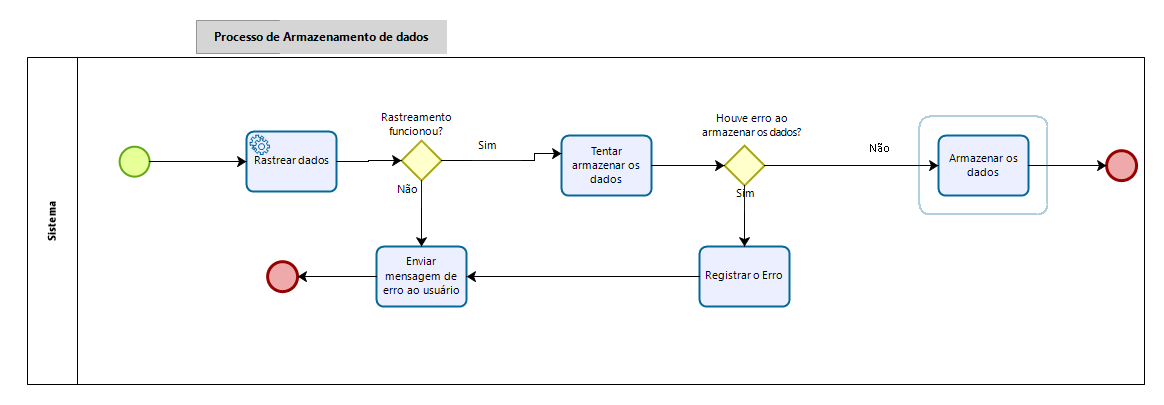 Processo de Armazenamento de dados
Sistema
Rastrear dados
Rastreamento
funcionou?
Sim
Não
Tentar
armazenar os
dados
Houve erro ao
armazenar os dados?
Não
Sim
Armazenar os
dados
Enviar
mensagem de
erro ao usuário
Registrar o Erro